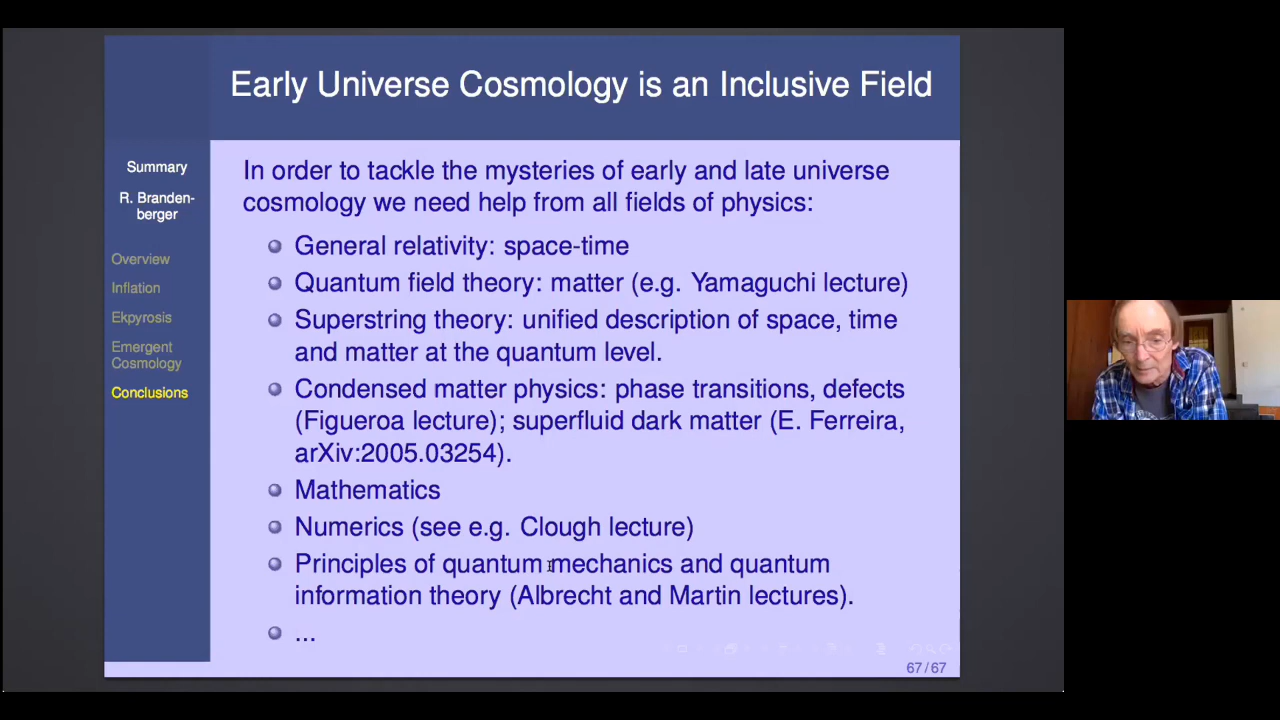 Early Universe Cosmology is an Inclusive Field
Summary
R. Branden-
berger
Overview
Inflation
Ekpyrosis
Emergent
Cosmology
Conclusions
In order to tackle the mysteries of early and late universe
cosmology we need help from all fields of physics:
General relativity: space-time
Quantum field theory: matter (e.g. Yamaguchi lecture)
Superstring theory: unified description of space, time
and matter at the quantum level.
Condensed matter physics: phase transitions, defects
(Figueroa lecture); superfluid dark matter (E. Ferreira,
arXiv:2005.03254).
Mathematics
Numerics (see e.g. Clough lecture)
Principles of quantum mechanics and quantum
information theory (Albrecht and Martin lectures).
...
67/67